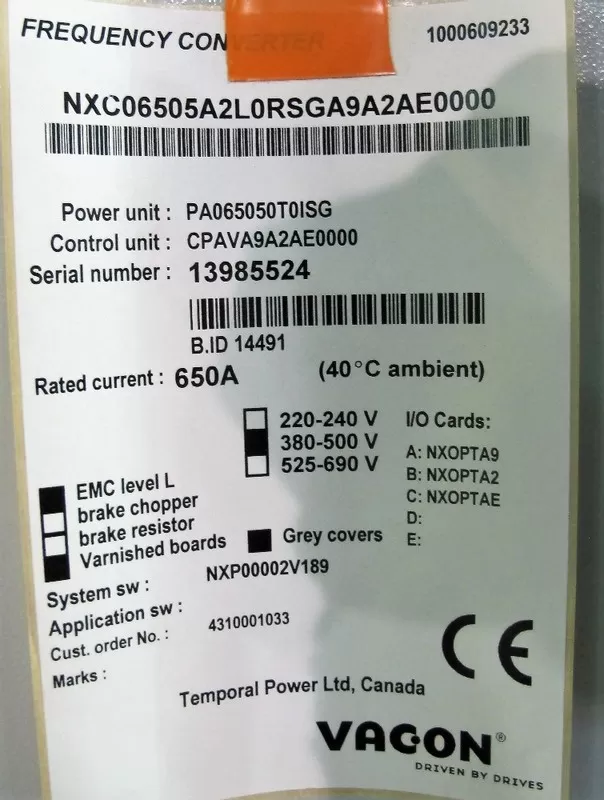 FREQUENCY CONVERTER
1000609233
NXC06505A2L0RSGA9A2AE0000
Power unit : PA065050T0ISG
Control unit : CPAVA9A2AE0000
Serial number : 13985524
B.ID 14491
Rated current : 650A (40°C ambient)
220-240 V
380-500 V
525-690 V
I/O Cards:
A: NXOPTA9
B: NXOPTA2
C: NXOPTAE
D:
E:
EMC level L
brake chopper
brake resistor
Varnished boards
Grey covers
System sw : NXP00002V189
Application sw :
Cust. order No. : 4310001033
Marks :
Temporal Power Ltd, Canada
CE
VACON®
DRIVEN BY DRIVES